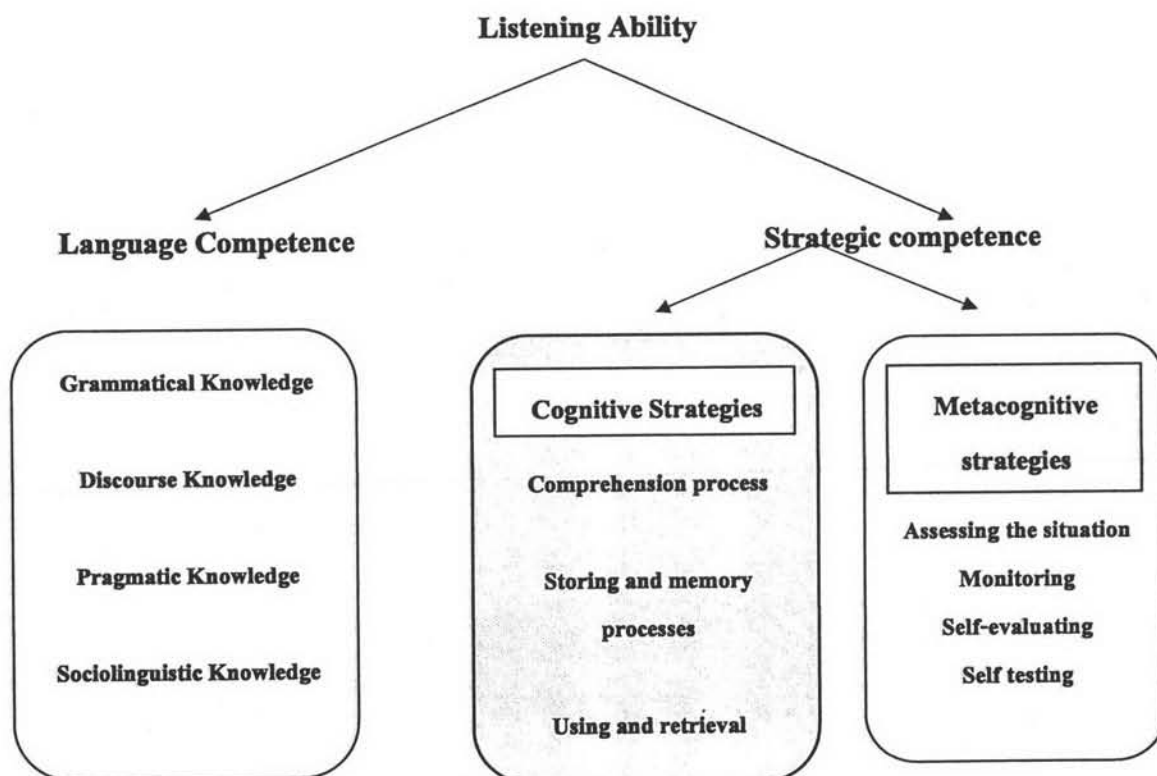 Listening Ability
Language Competence
Strategic competence
Grammatical Knowledge
Discourse Knowledge
Pragmatic Knowledge
Sociolinguistic Knowledge
Cognitive Strategies
Comprehension process
Storing and memory
processes
Using and retrieval
Metacognitive
strategies
Assessing the situation
Monitoring
Self-evaluating
Self testing